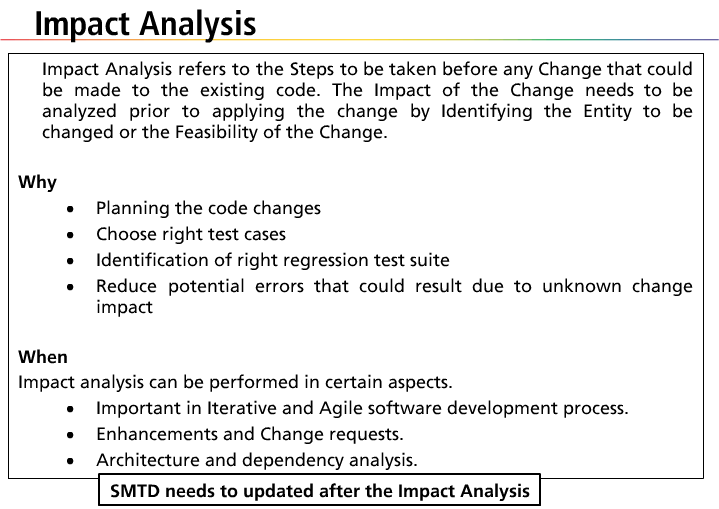 Impact Analysis
Impact Analysis refers to the Steps to be taken before any Change that could
be made to the existing code. The Impact of the Change needs to be
analyzed prior to applying the change by Identifying the Entity to be
changed or the Feasibility of the Change.
Why
• Planning the code changes
• Choose right test cases
• Identification of right regression test suite
• Reduce potential errors that could result due to unknown change
impact
When
Impact analysis can be performed in certain aspects.
• Important in Iterative and Agile software development process.
• Enhancements and Change requests.
• Architecture and dependency analysis.
SMTD needs to updated after the Impact Analysis